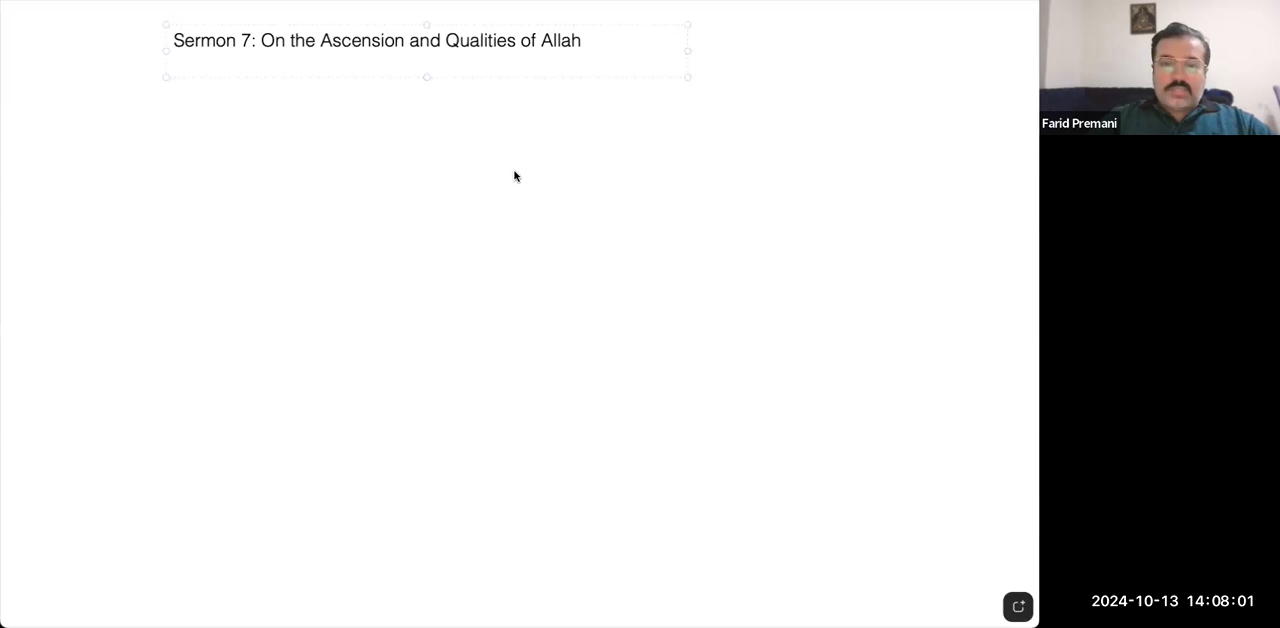 Sermon 7: On the Ascension and Qualities of Allah
Farid Premani
2024-10-13 14:08:01